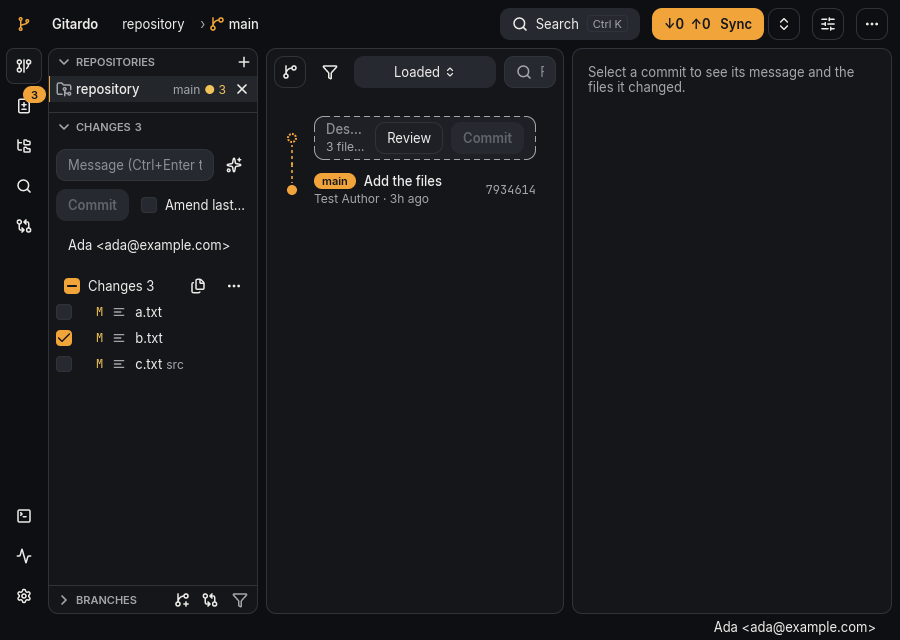 Gitardo repository › main Search Ctrl K ↓0 ↑0 Sync
REPOSITORIES
repository main 3
3
CHANGES 3
Message (Ctrl+Enter t
Commit Amend last...
Ada <ada@example.com>
Changes 3
M a.txt
M b.txt
M c.txt src
BRANCHES
Loaded F
Des...
3 file...
Review Commit
main Add the files
Test Author · 3h ago
7934614
Select a commit to see its message and the
files it changed.
Ada <ada@example.com>